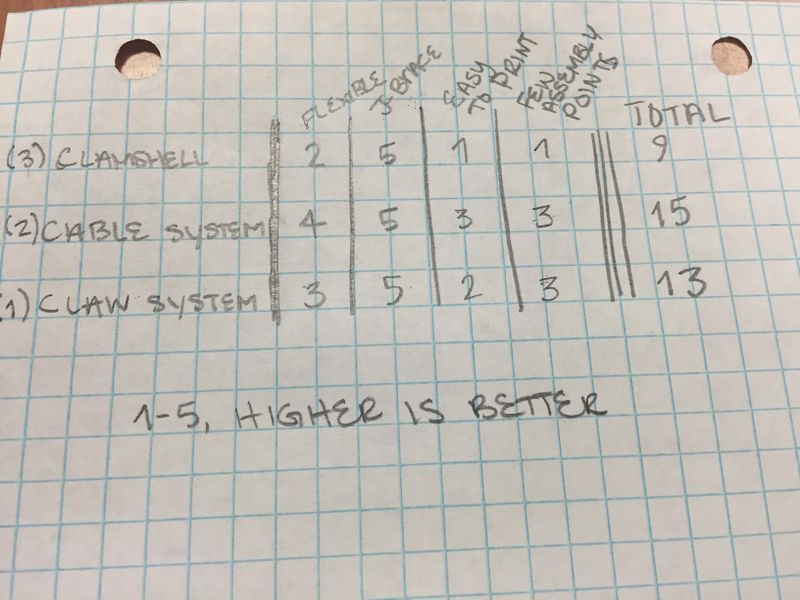 FLEXIBLE
J-BRACE
EASY
TO PRINT
FEW
ASSEMBLY
POINTS
TOTAL
(3) CLAMSHELL 2 5 1 1 9
(2) CABLE SYSTEM 4 5 3 3 15
(1) CLAW SYSTEM 3 5 2 3 13
1-5, HIGHER IS BETTER